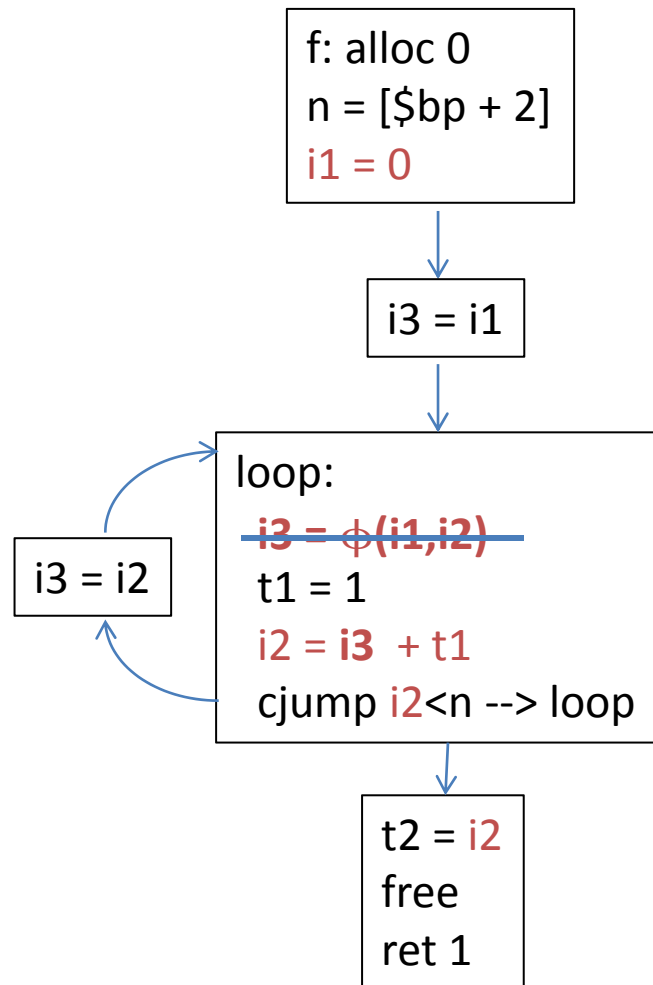 f: alloc 0
n = [$bp + 2]
i1 = 0
i3 = i1
loop:
i3 = ϕ(i1,i2)
t1 = 1
i2 = i3 + t1
cjump i2<n --> loop
i3 = i2
t2 = i2
free
ret 1